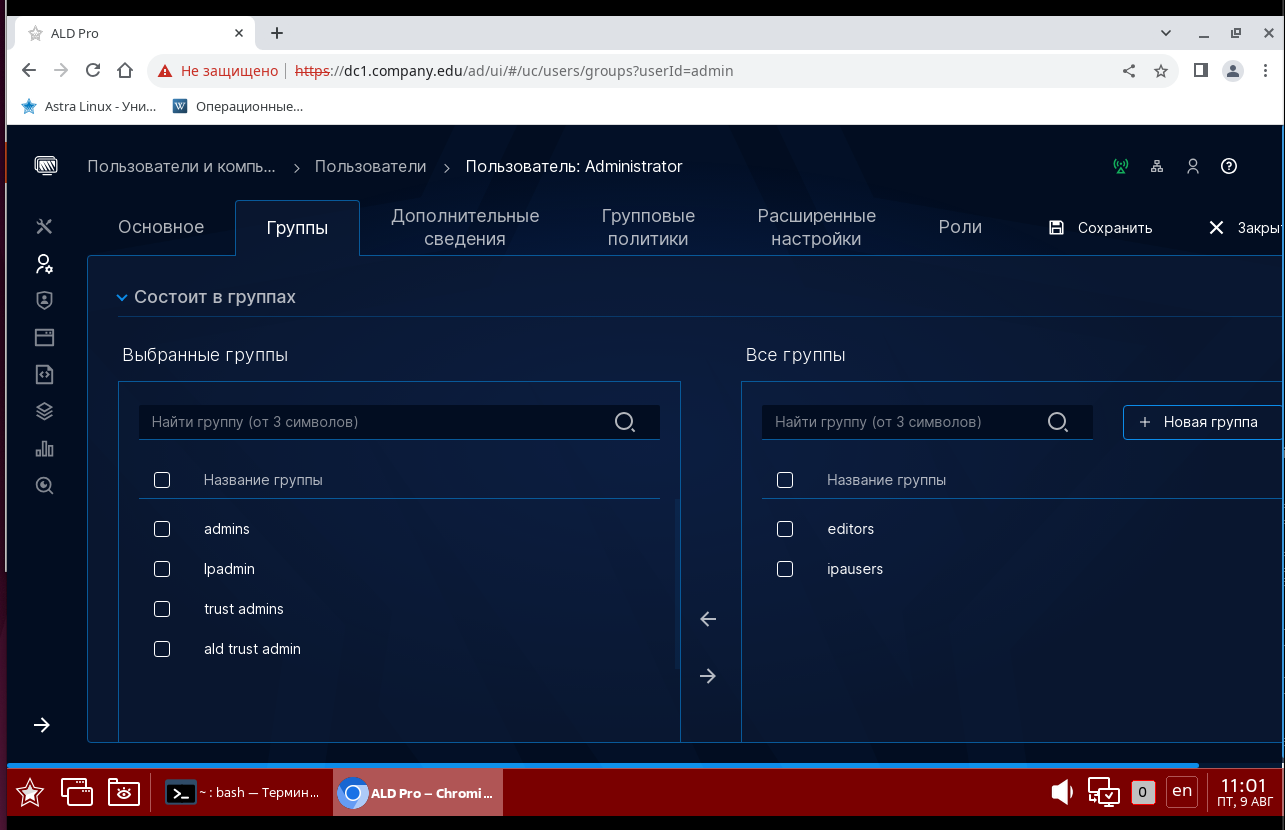 ALD Pro
Не защищено https://dc1.company.edu/ad/ui/#/uc/users/groups?userId=admin
Astra Linux - Уни... Операционные...
Пользователи и компь... Пользователи Пользователь: Administrator
Основное
Группы
Дополнительные
сведения
Групповые
политики
Расширенные
настройки
Роли
Сохранить
Закры
Состоит в группах
Выбранные группы
Найти группу (от 3 символов)
Название группы
admins
lpadmin
trust admins
ald trust admin
Все группы
Найти группу (от 3 символов)
Новая группа
Название группы
editors
ipausers
~ : bash — Термин...
ALD Pro – Chromi...
0
en
11:01
ПТ, 9 АВГ